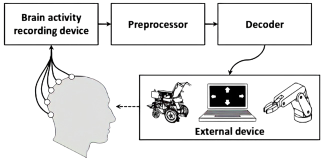 Brain activity
recording device
Preprocessor
Decoder
External device